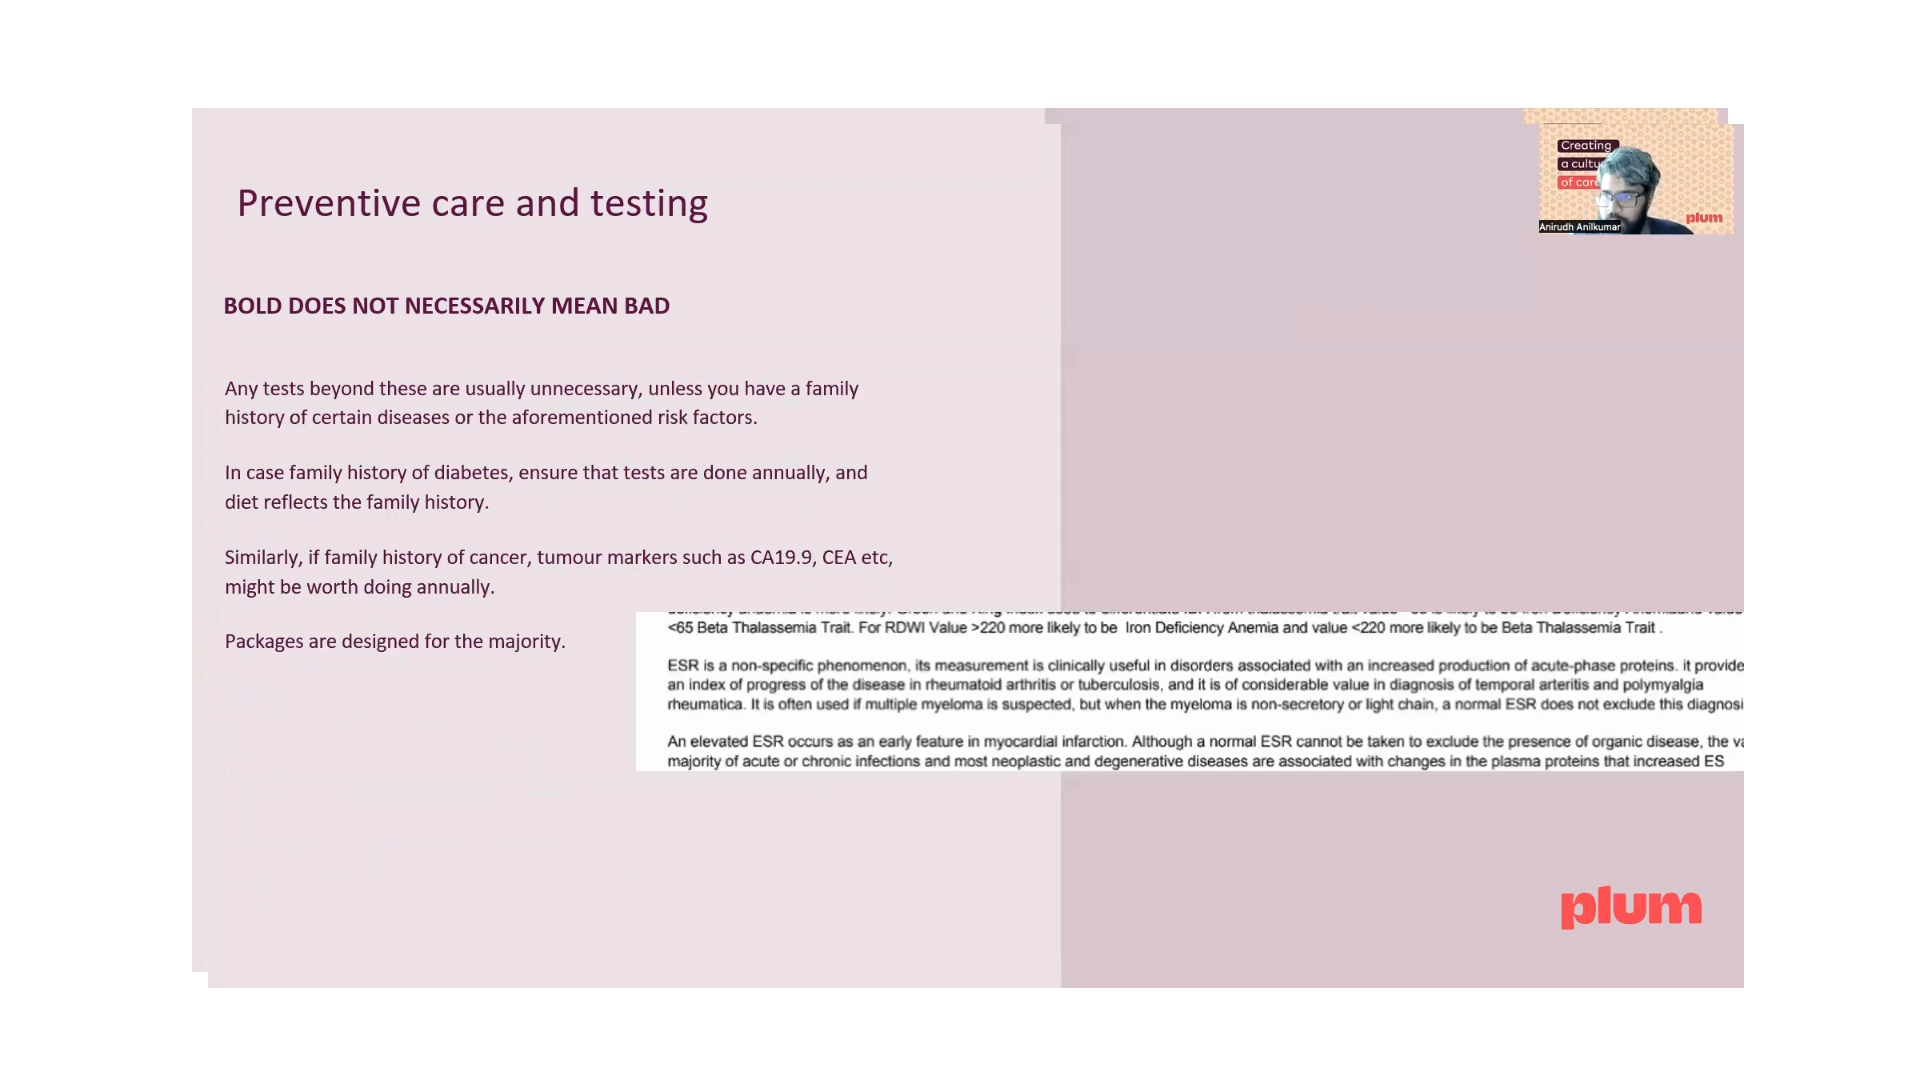 Preventive care and testing
BOLD DOES NOT NECESSARILY MEAN BAD
Any tests beyond these are usually unnecessary, unless you have a family
history of certain diseases or the aforementioned risk factors.
In case family history of diabetes, ensure that tests are done annually, and
diet reflects the family history.
Similarly, if family history of cancer, tumour markers such as CA19.9, CEA etc,
might be worth doing annually.
Packages are designed for the majority.
<65 Beta Thalassemia Trait. For RDWI Value >220 more likely to be Iron Deficiency Anemia and value <220 more likely to be Beta Thalassemia Trait .
ESR is a non-specific phenomenon, its measurement is clinically useful in disorders associated with an increased production of acute-phase proteins. it provide
an index of progress of the disease in rheumatoid arthritis or tuberculosis, and it is of considerable value in diagnosis of temporal arteritis and polymyalgia
rheumatica. It is often used if multiple myeloma is suspected, but when the myeloma is non-secretory or light chain, a normal ESR does not exclude this diagnosi
An elevated ESR occurs as an early feature in myocardial infarction. Although a normal ESR cannot be taken to exclude the presence of organic disease, the va
majority of acute or chronic infections and most neoplastic and degenerative diseases are associated with changes in the plasma proteins that increased ES
Creating
a cultu
of care
plum
Anirudh Anilkumar
plum